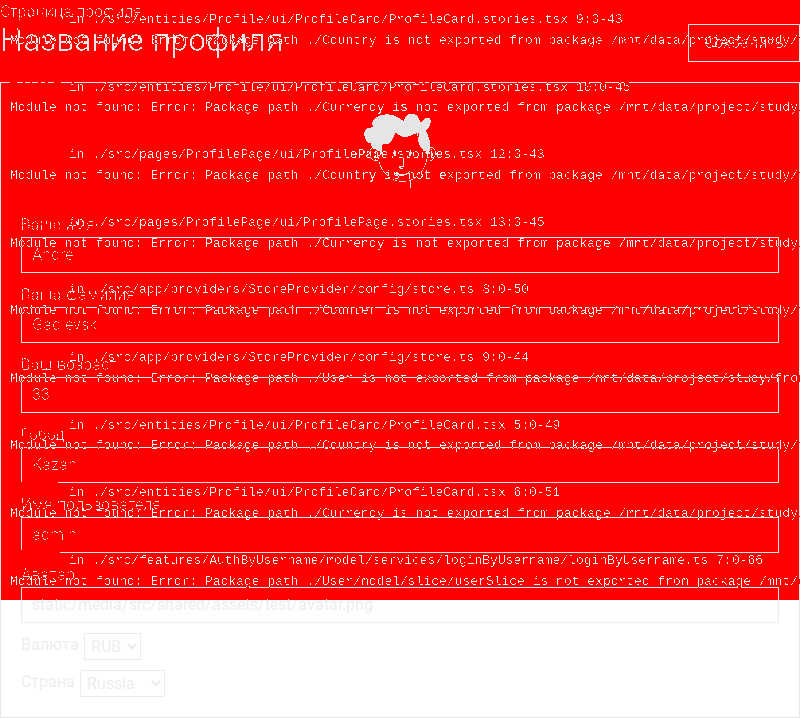 Страница профиля
in ./src/entities/Profile/ui/ProfileCard/ProfileCard.stories.tsx 9:3-43
Название профиля
Module not found: Error: Package path ./Country is not exported from package /mnt/data/project/study/
in ./src/entities/Profile/ui/ProfileCard/ProfileCard.stories.tsx 10:3-45
Module not found: Error: Package path ./Currency is not exported from package /mnt/data/project/study
in ./src/pages/ProfilePage/ui/ProfilePage.stories.tsx 12:3-43
Module not found: Error: Package path ./Country is not exported from package /mnt/data/project/study/
in ./src/pages/ProfilePage/ui/ProfilePage.stories.tsx 13:3-45
Module not found: Error: Package path ./Currency is not exported from package /mnt/data/project/study
Andre
in ./src/app/providers/StoreProvider/config/store.ts 8:0-50
Ваша Фамилия
Module not found: Error: Package path ./Counter is not exported from package /mnt/data/project/study/
in ./src/app/providers/StoreProvider/config/store.ts 9:0-44
Ваш возраст
Module not found: Error: Package path ./User is not exported from package /mnt/data/project/study/fron
33
in ./src/entities/Profile/ui/ProfileCard/ProfileCard.tsx 5:0-49
Город
Module not found: Error: Package path ./Country is not exported from package /mnt/data/project/study/
Kazan
in ./src/entities/Profile/ui/ProfileCard/ProfileCard.tsx 6:0-51
Имя пользователя
Module not found: Error: Package path ./Currency is not exported from package /mnt/data/project/study
admin
in ./src/features/AuthByUsername/model/services/loginByUsername/loginByUsername.ts 7:0-66
Аватар
Module not found: Error: Package path ./User/model/slice/userSlice is not exported from package /mnt/
static/media/src/shared/assets/test/avatar.png
Валюта RUB
Страна Russia